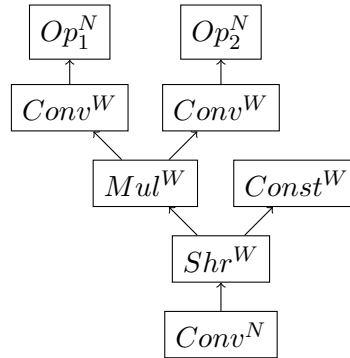 $Op_1^N$ $Op_2^N$
$Conv^W$ $Conv^W$
$Mul^W$ $Const^W$
$Shr^W$
$Conv^N$